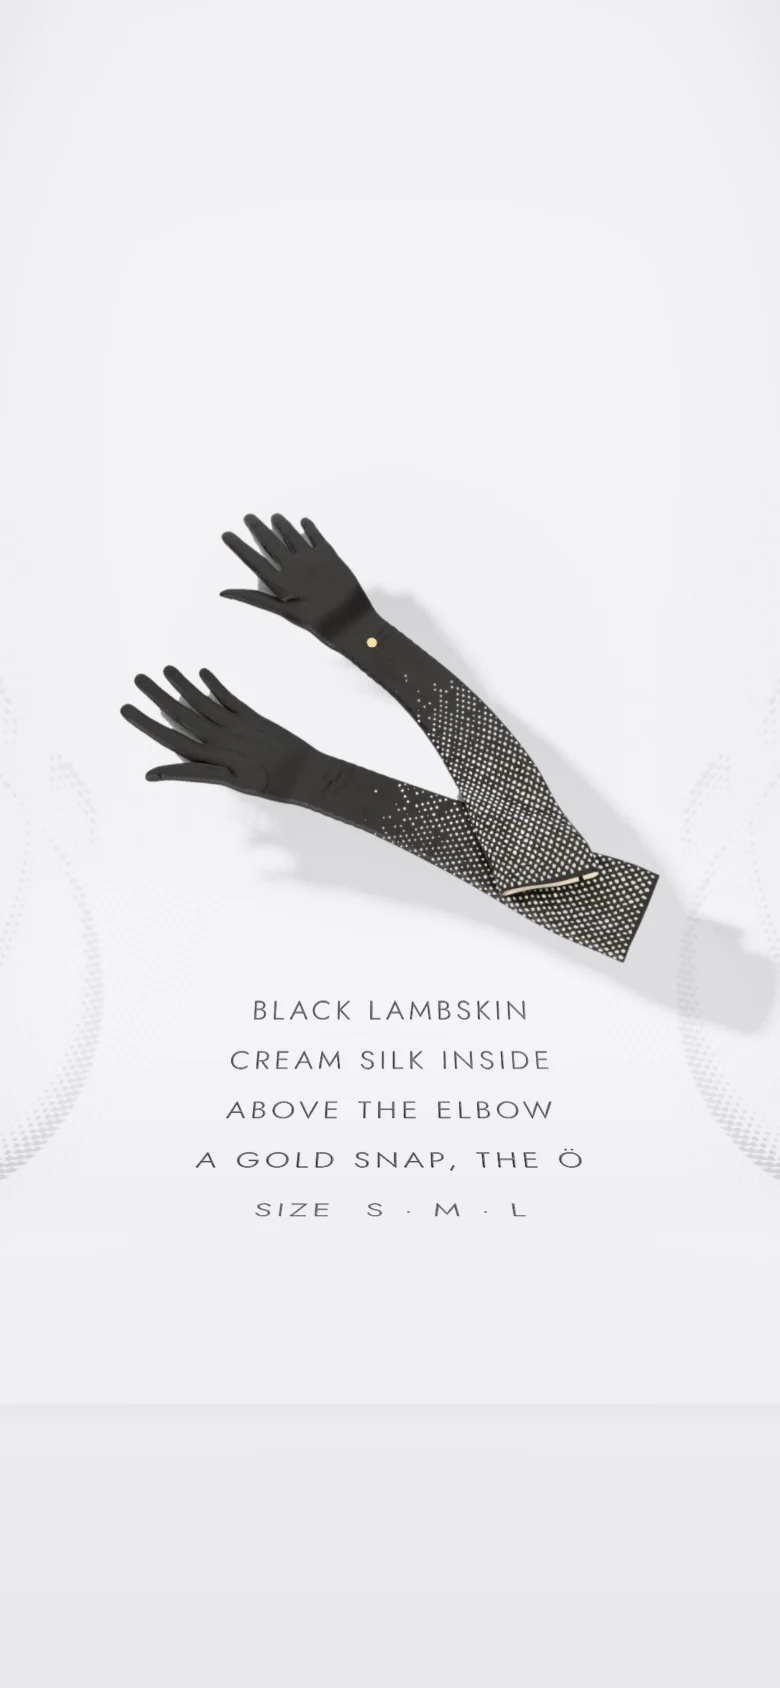 BLACK LAMBSKIN
CREAM SILK INSIDE
ABOVE THE ELBOW
A GOLD SNAP, THE Ö
SIZE S · M · L